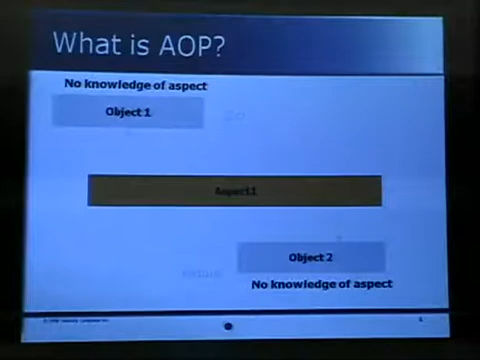 What is AOP?
No knowledge of aspect
Object 1
Aspect1
Object 2
No knowledge of aspect